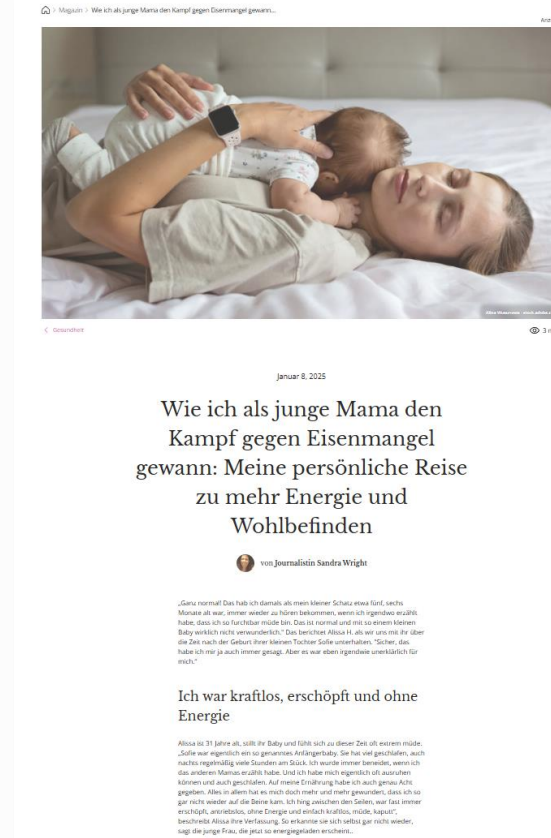 Magazin > Wie ich als junge Mama den Kampf gegen Eisenmangel gewann...
Gesundheit
Januar 8, 2025
Wie ich als junge Mama den
Kampf gegen Eisenmangel
gewann: Meine persönliche Reise
zu mehr Energie und
Wohlbefinden
von Journalistin Sandra Wright
„Ganz normal! Das hab ich damals als mein kleiner Schatz etwa fünf, sechs
Monate alt war, immer wieder zu hören bekommen, wenn ich irgendwo erzählt
habe, dass ich so furchtbar müde bin. Das ist normal und mit so einem kleinen
Baby wirklich nicht verwunderlich." Das berichtet Alissa H. als wir uns mit ihr über
die Zeit nach der Geburt ihrer kleinen Tochter Sofie unterhalten. "Sicher, das
habe ich mir ja auch immer gesagt. Aber es war eben irgendwie unerklärlich für
mich."
Ich war kraftlos, erschöpft und ohne
Energie
Alissa ist 31 Jahre alt, stillt ihr Baby und fühlt sich zu dieser Zeit oft extrem müde:
„Sofie war eigentlich ein so genanntes Anfängerbaby. Sie hat viel geschlafen, auch
nachts regelmäßig viele Stunden am Stück. Ich wurde immer beneidet, wenn ich
das anderen Mamas erzählt habe. Und ich habe mich eigentlich oft ausruhen
können und auch geschlafen. Auf meine Ernährung habe ich auch genau Acht
gegeben. Alles in allem hat es mich doch mehr und mehr gewundert, dass ich so
gar nicht wieder auf die Beine kam. Ich hing zwischen den Seilen, war fast immer
erschöpft, antriebslos, ohne Energie und einfach kraftlos, müde, kaputt",
beschreibt Alissa ihre Verfassung. So erkannte sie sich selbst gar nicht wieder,
sagt die junge Frau, die jetzt so energiegeladen erscheint..